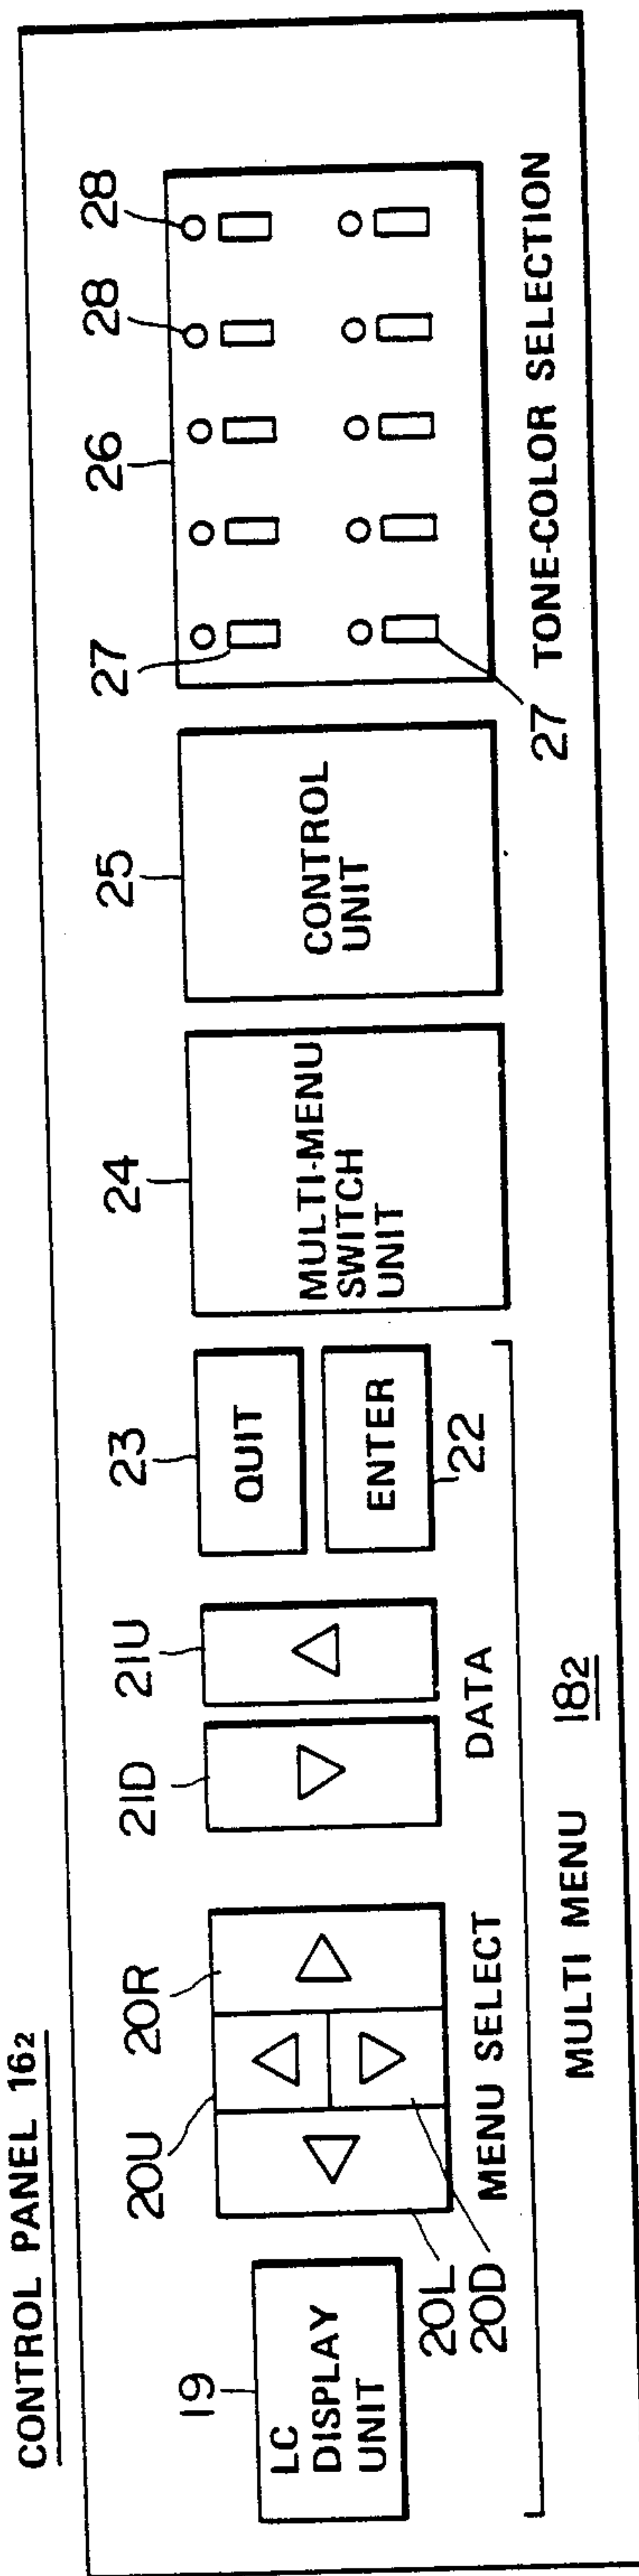 CONTROL PANEL 16₂
19
LC
DISPLAY
UNIT
20U
20R
20L
20D
MENU SELECT
21D
21U
DATA
23
QUIT
ENTER
22
MULTI MENU 18₂
24
MULTI-MENU
SWITCH
UNIT
25
CONTROL
UNIT
26
27
28
28
27
TONE-COLOR SELECTION